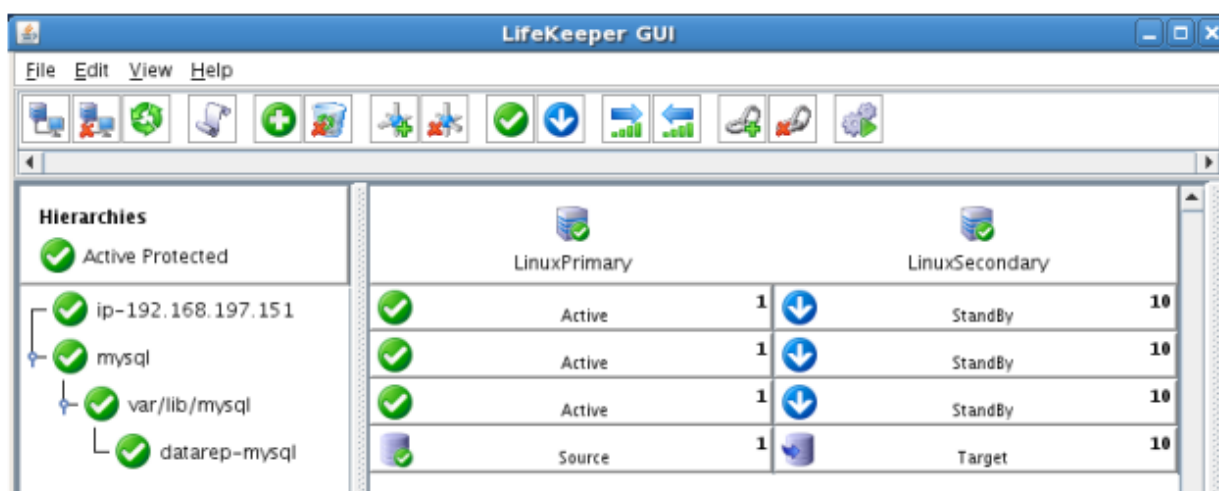 LifeKeeper GUI
File Edit View Help
Hierarchies
Active Protected
LinuxPrimary LinuxSecondary
ip-192.168.197.151 Active 1 StandBy 10
mysql Active 1 StandBy 10
var/lib/mysql Active 1 StandBy 10
datarep-mysql Source 1 Target 10